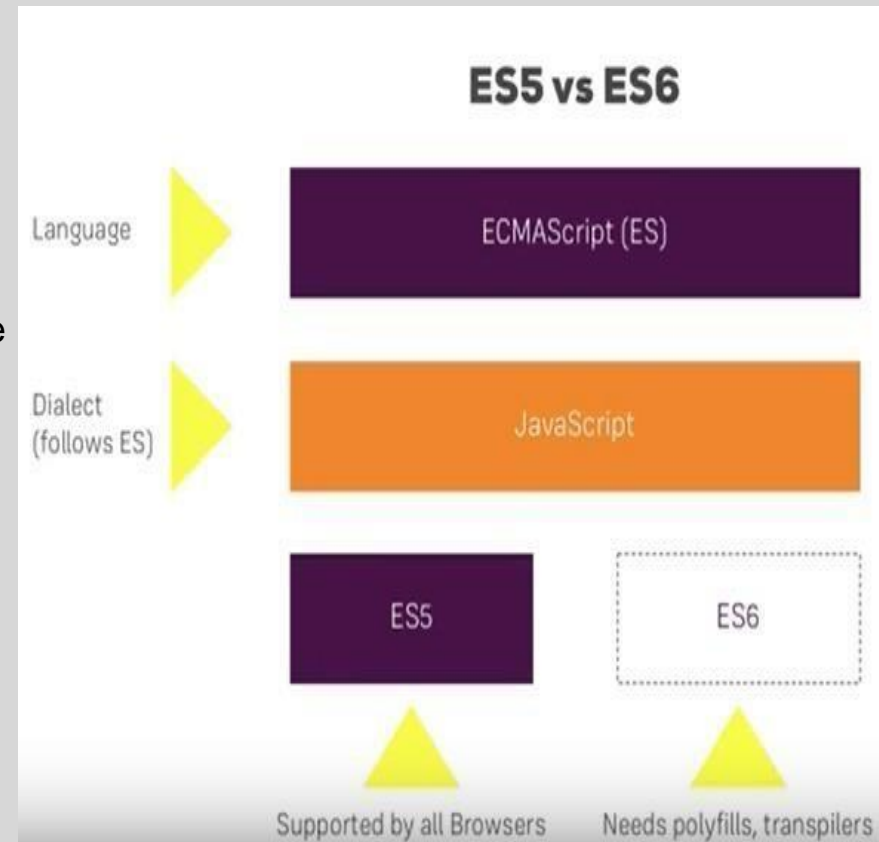 ES5 vs ES6
Language
ECMAScript (ES)
e
Dialect
(follows ES)
JavaScript
ES5
ES6
Supported by all Browsers
Needs polyfills, transpilers